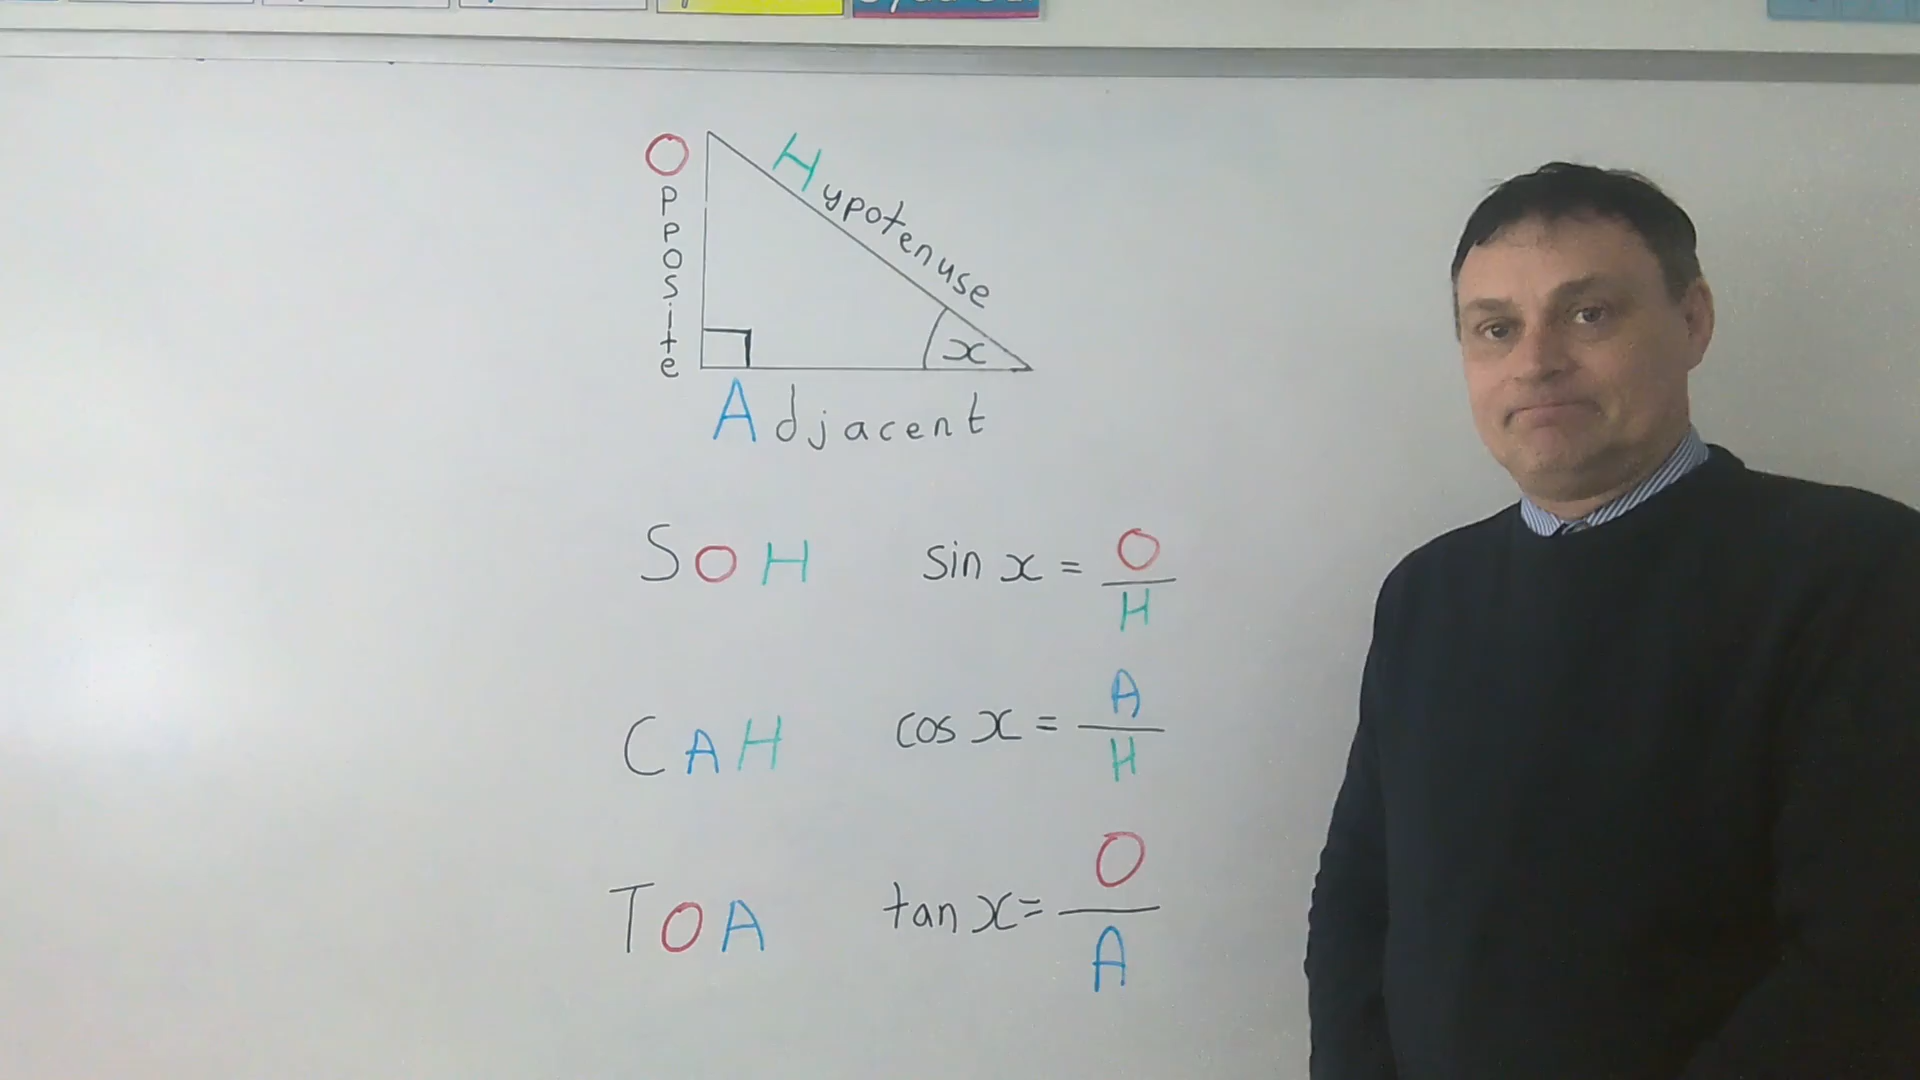 Opposite
Hypotenuse
x
Adjacent
SOH sin x = O/H
CAH cos x = A/H
TOA tan x = O/A